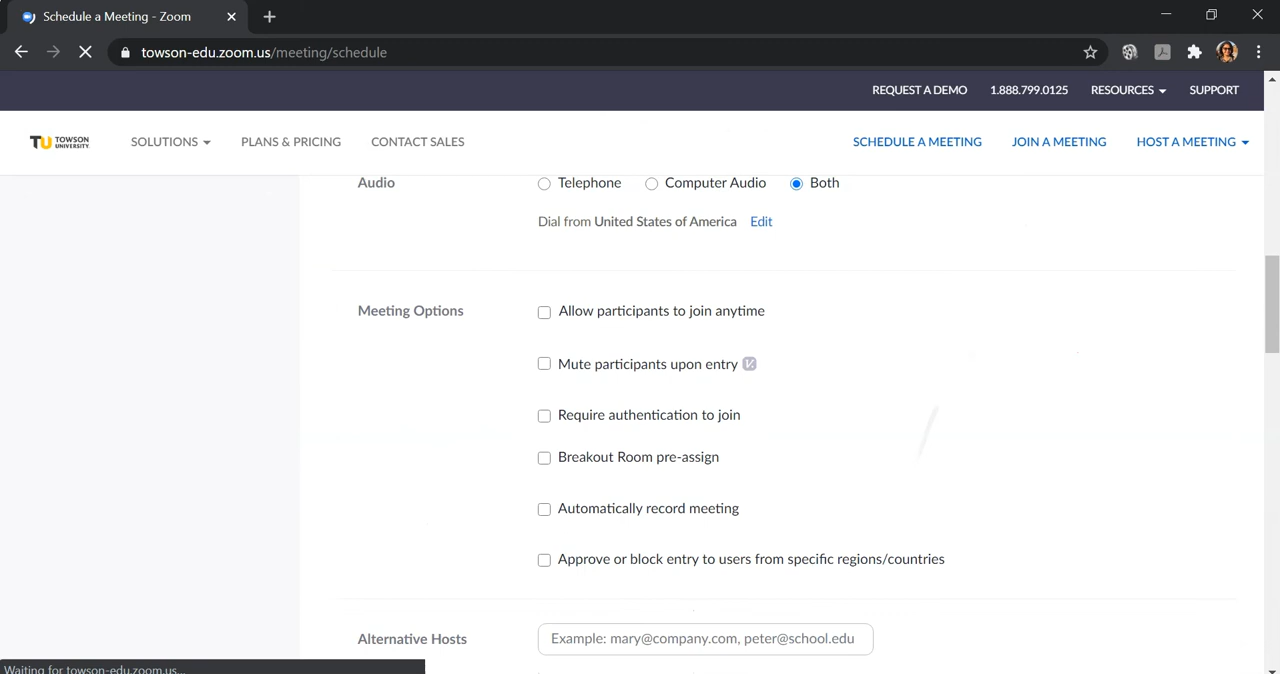 Schedule a Meeting - Zoom
towson-edu.zoom.us/meeting/schedule
REQUEST A DEMO 1.888.799.0125 RESOURCES SUPPORT
TU TOWSON UNIVERSITY SOLUTIONS PLANS & PRICING CONTACT SALES SCHEDULE A MEETING JOIN A MEETING HOST A MEETING
Audio Telephone Computer Audio Both
Dial from United States of America Edit
Meeting Options Allow participants to join anytime
Mute participants upon entry
Require authentication to join
Breakout Room pre-assign
Automatically record meeting
Approve or block entry to users from specific regions/countries
Alternative Hosts Example: mary@company.com, peter@school.edu
Waiting for towson-edu.zoom.us...